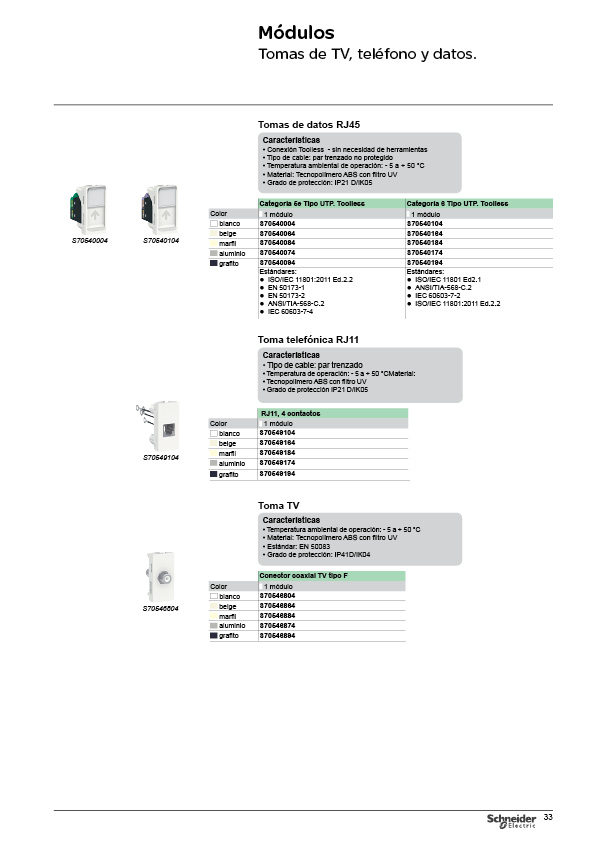 Módulos
Tomas de TV, teléfono y datos.
Tomas de datos RJ45
Características
• Conexión Toolless - sin necesidad de herramientas
• Tipo de cable: par trenzado no protegido
• Temperatura ambiental de operación: - 5 a + 50 °C
• Material: Tecnopolímero ABS con filtro UV
• Grado de protección: IP21 D/IK05
S70540004 S70540104
Categoría 5e Tipo UTP. Toolless Categoría 6 Tipo UTP. Toolless
Color 1 módulo 1 módulo
blanco S70540004 S70540104
beige S70540064 S70540164
marfil S70540084 S70540184
aluminio S70540074 S70540174
grafito S70540094 S70540194
Estándares: Estándares:
● ISO/IEC 11801:2011 Ed.2.2 ● ISO/IEC 11801 Ed2.1
● EN 50173-1 ● ANSI/TIA-568-C.2
● EN 50173-2 ● IEC 60603-7-2
● ANSI/TIA-568-C.2 ● ISO/IEC 11801:2011 Ed.2.2
● IEC 60603-7-4
Toma telefónica RJ11
Características
• Tipo de cable: par trenzado
• Temperatura de operación: - 5 a + 50 °CMaterial:
• Tecnopolímero ABS con filtro UV
• Grado de protección IP21 D/IK05
S70549104
RJ11, 4 contactos
Color 1 módulo
blanco S70549104
beige S70549164
marfil S70549184
aluminio S70549174
grafito S70549194
Toma TV
Características
• Temperatura ambiental de operación: - 5 a + 50 °C
• Material: Tecnopolímero ABS con filtro UV
• Estándar: EN 50083
• Grado de protección: IP41D/IK04
S70546804
Conector coaxial TV tipo F
Color 1 módulo
blanco S70546804
beige S70546864
marfil S70546884
aluminio S70546874
grafito S70546894
Schneider Electric 33